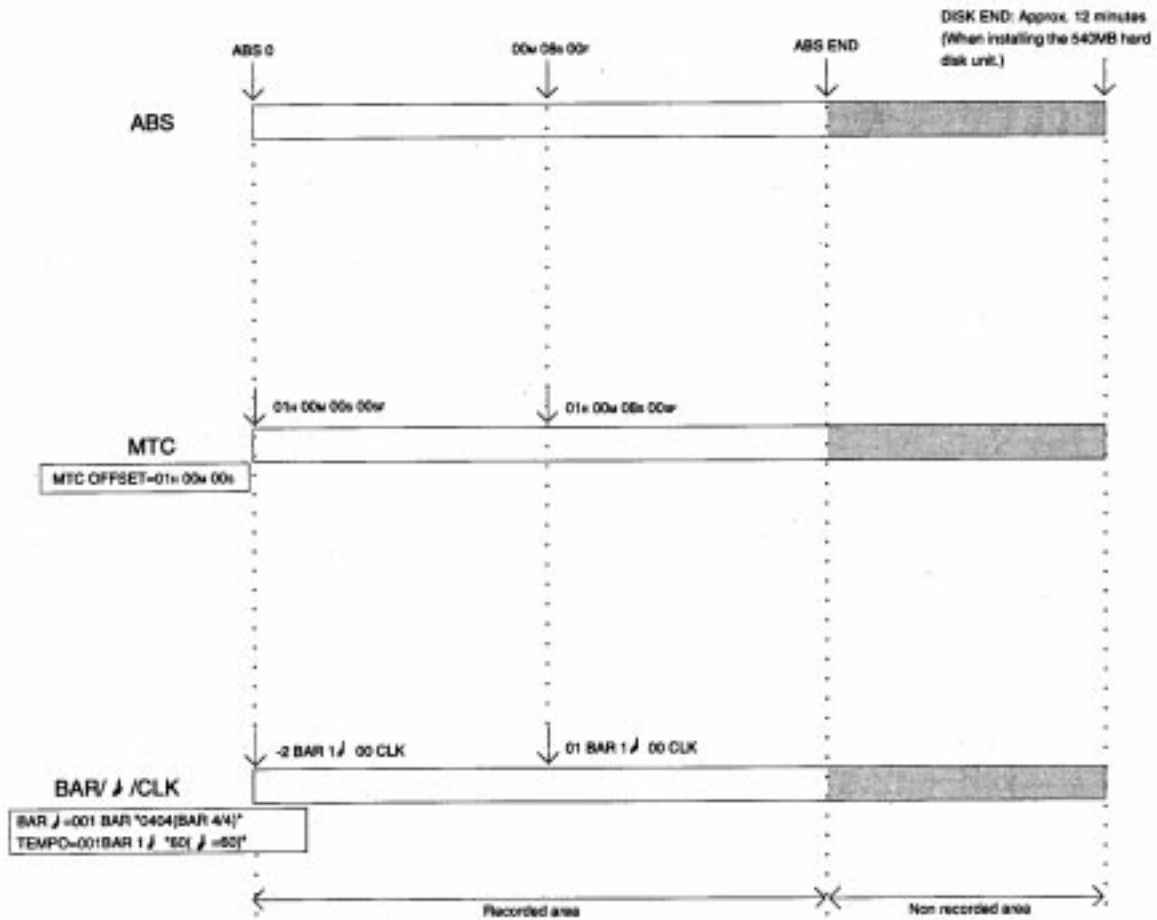 DISK END: Approx. 12 minutes
(When installing the 540MB hard
disk unit.)
ABS 0
00M 08S 00F
ABS END
ABS
01H 00M 00S 00F
01H 00M 08S 00F
MTC
MTC OFFSET=01H 00M 00S
-2 BAR 1♩ 00 CLK
01 BAR 1♩ 00 CLK
BAR/♩/CLK
BAR ♩=001 BAR "0404(BAR 4/4)"
TEMPO=001BAR 1♩ "60(♩=60)"
Recorded area
Non recorded area